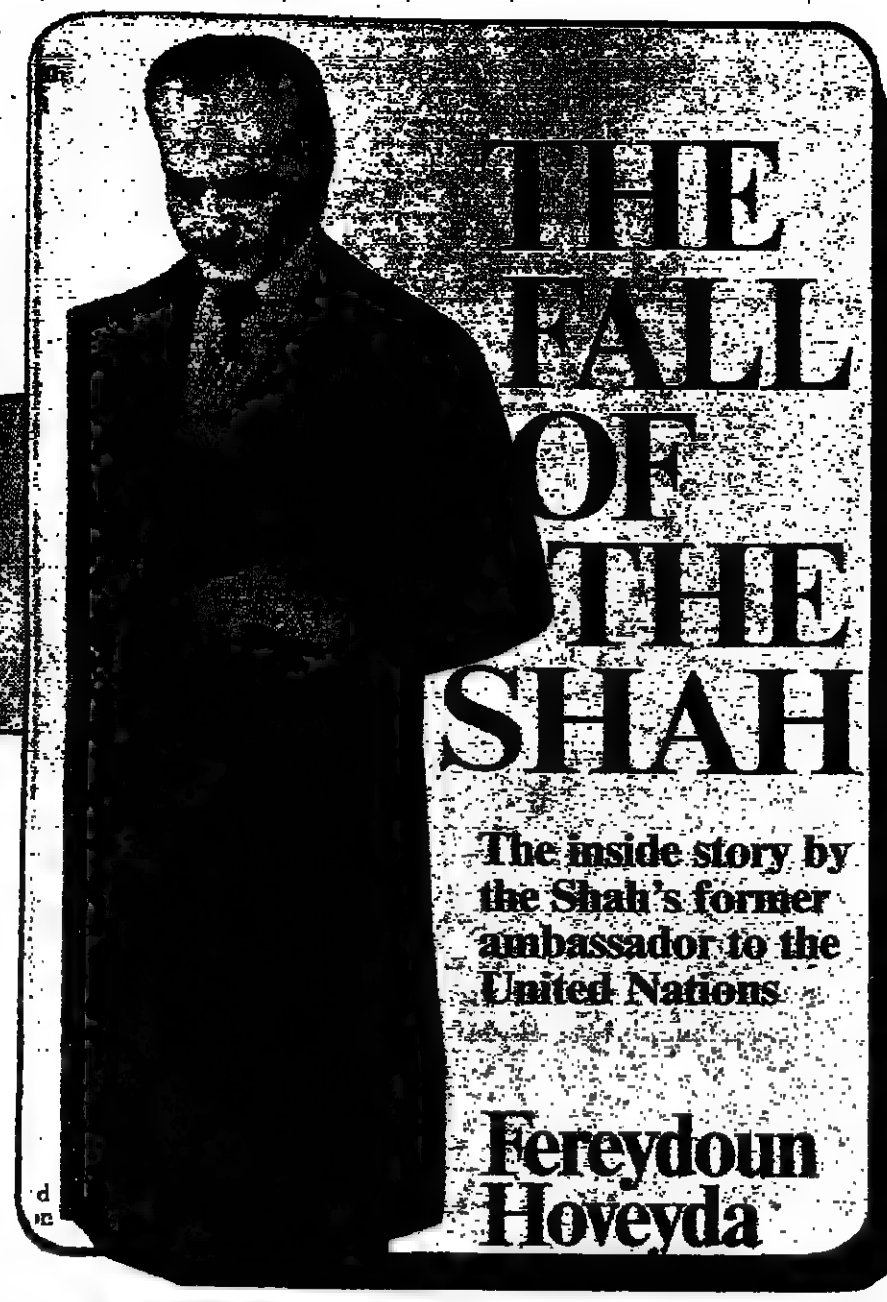 THE
FALL
OF
THE
SHAH
The inside story by
the Shah's former
ambassador to the
United Nations
Fereydoun
Hoveyda
d